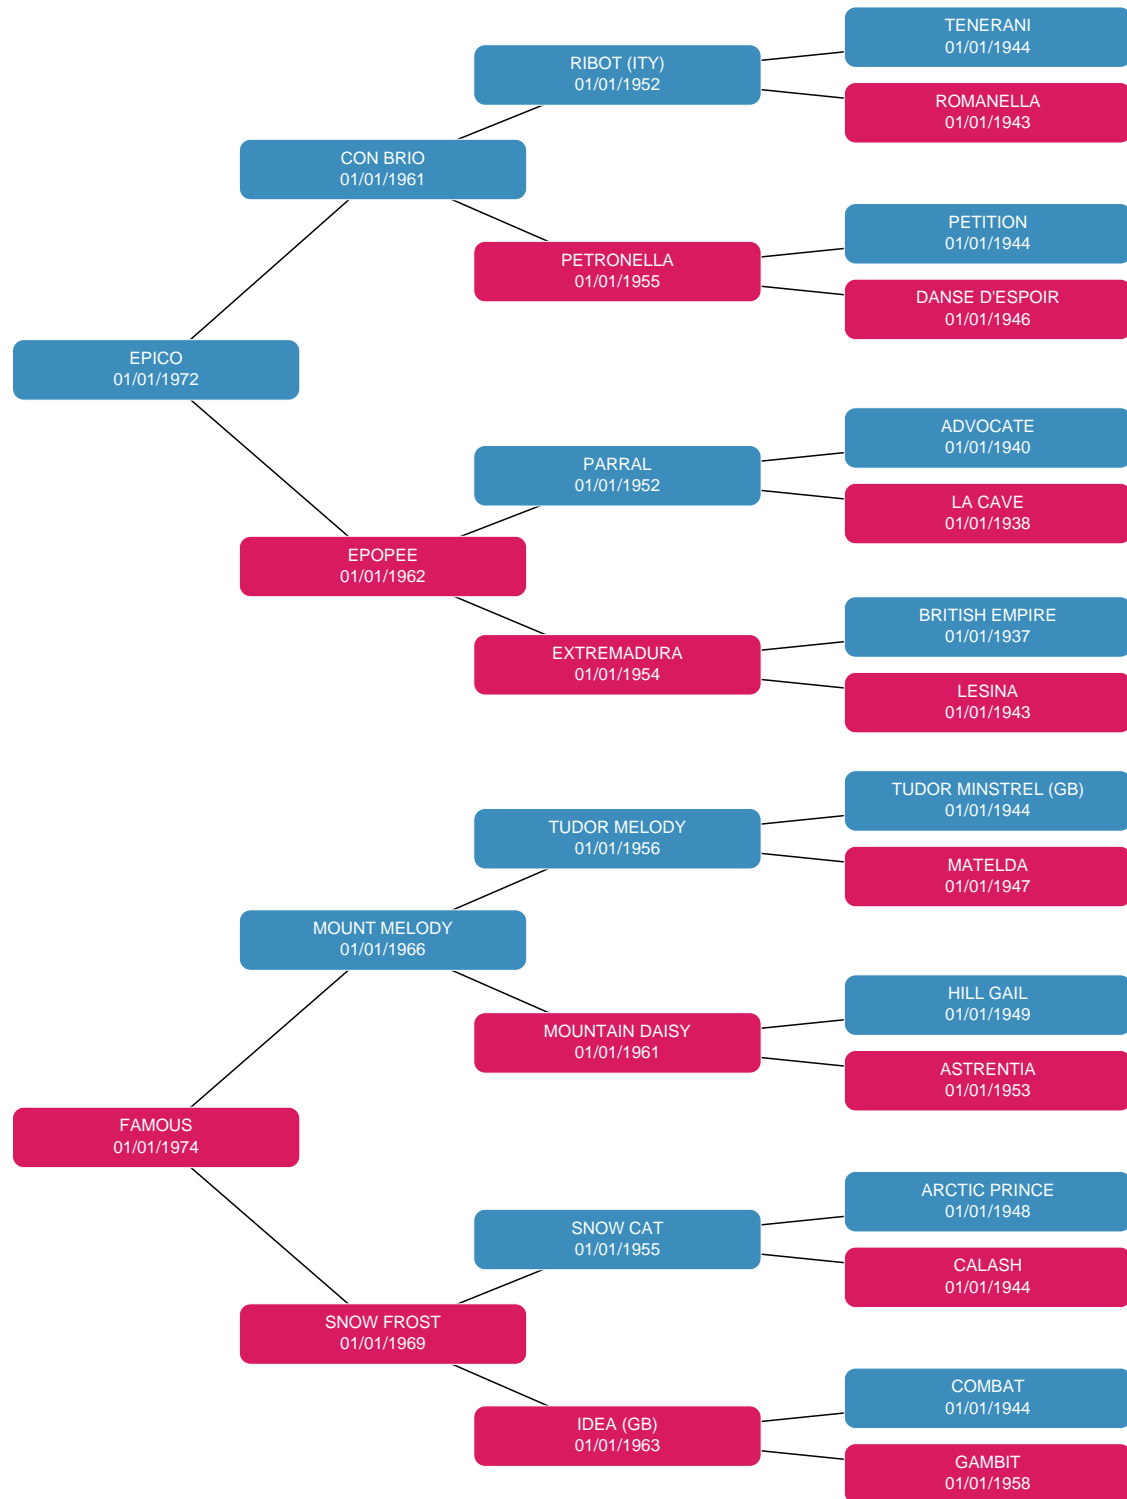 TENERANI
01/01/1944
RIBOT (ITY)
01/01/1952
ROMANELLA
01/01/1943
CON BRIO
01/01/1961
PETITION
01/01/1944
PETRONELLA
01/01/1955
DANSE D'ESPOIR
01/01/1946
EPICO
01/01/1972
ADVOCATE
01/01/1940
PARRAL
01/01/1952
LA CAVE
01/01/1938
EPOPEE
01/01/1962
BRITISH EMPIRE
01/01/1937
EXTREMADURA
01/01/1954
LESINA
01/01/1943
TUDOR MINSTREL (GB)
01/01/1944
TUDOR MELODY
01/01/1956
MATELDA
01/01/1947
MOUNT MELODY
01/01/1966
HILL GAIL
01/01/1949
MOUNTAIN DAISY
01/01/1961
ASTRENTIA
01/01/1953
FAMOUS
01/01/1974
ARCTIC PRINCE
01/01/1948
SNOW CAT
01/01/1955
CALASH
01/01/1944
SNOW FROST
01/01/1969
COMBAT
01/01/1944
IDEA (GB)
01/01/1963
GAMBIT
01/01/1958